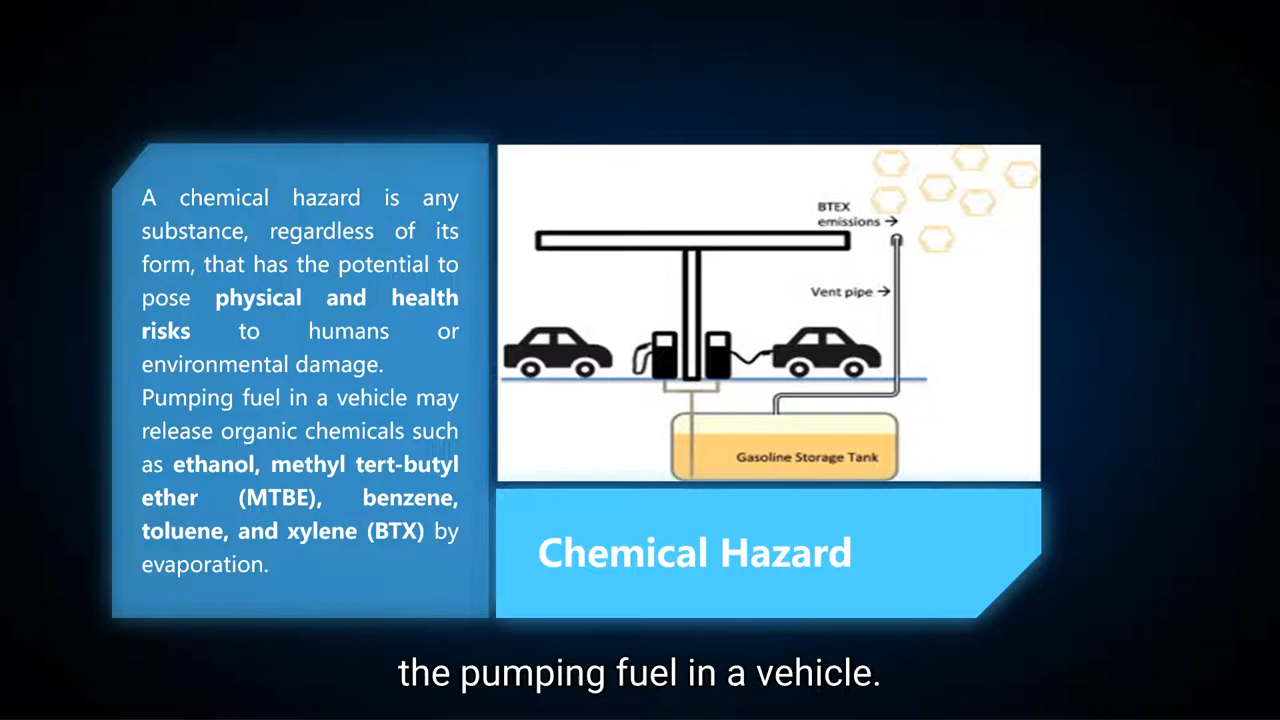 A chemical hazard is any
substance, regardless of its
form, that has the potential to
pose physical and health
risks to humans or
environmental damage.
Pumping fuel in a vehicle may
release organic chemicals such
as ethanol, methyl tert-butyl
ether (MTBE), benzene,
toluene, and xylene (BTX) by
evaporation.
BTEX
emissions →
Vent pipe →
Gasoline Storage Tank
Chemical Hazard
the pumping fuel in a vehicle.